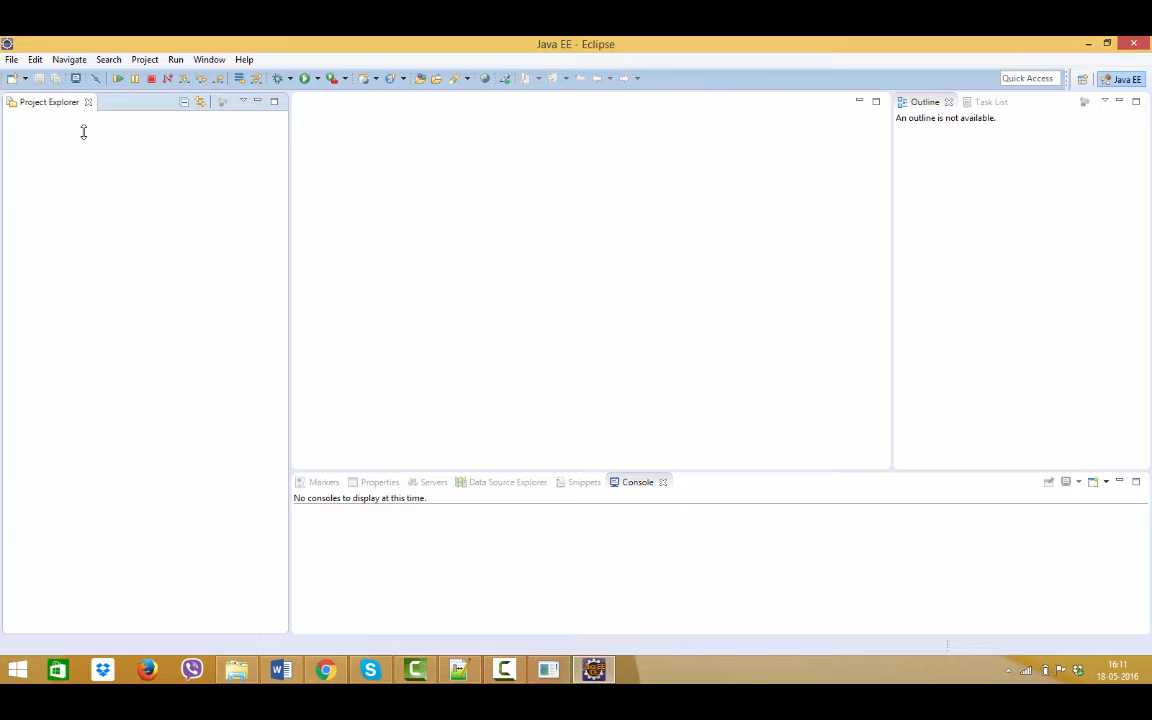 Java EE - Eclipse
File Edit Navigate Search Project Run Window Help
Quick Access Java EE
Project Explorer
Outline Task List
An outline is not available.
Markers Properties Servers Data Source Explorer Snippets Console
No consoles to display at this time.
16:11
18-05-2016